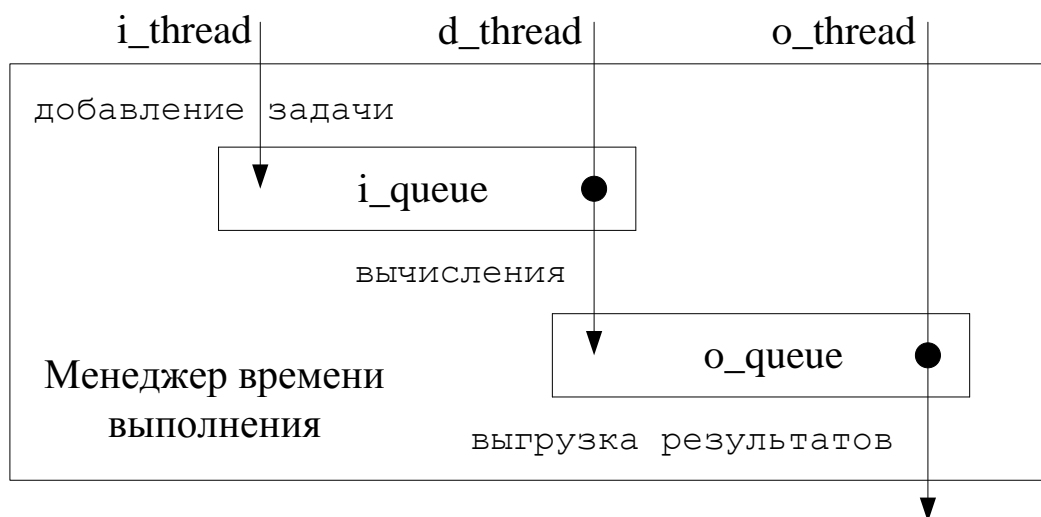 i_thread d_thread o_thread
добавление задачи
i_queue
вычисления
o_queue
Менеджер времени
выполнения
выгрузка результатов